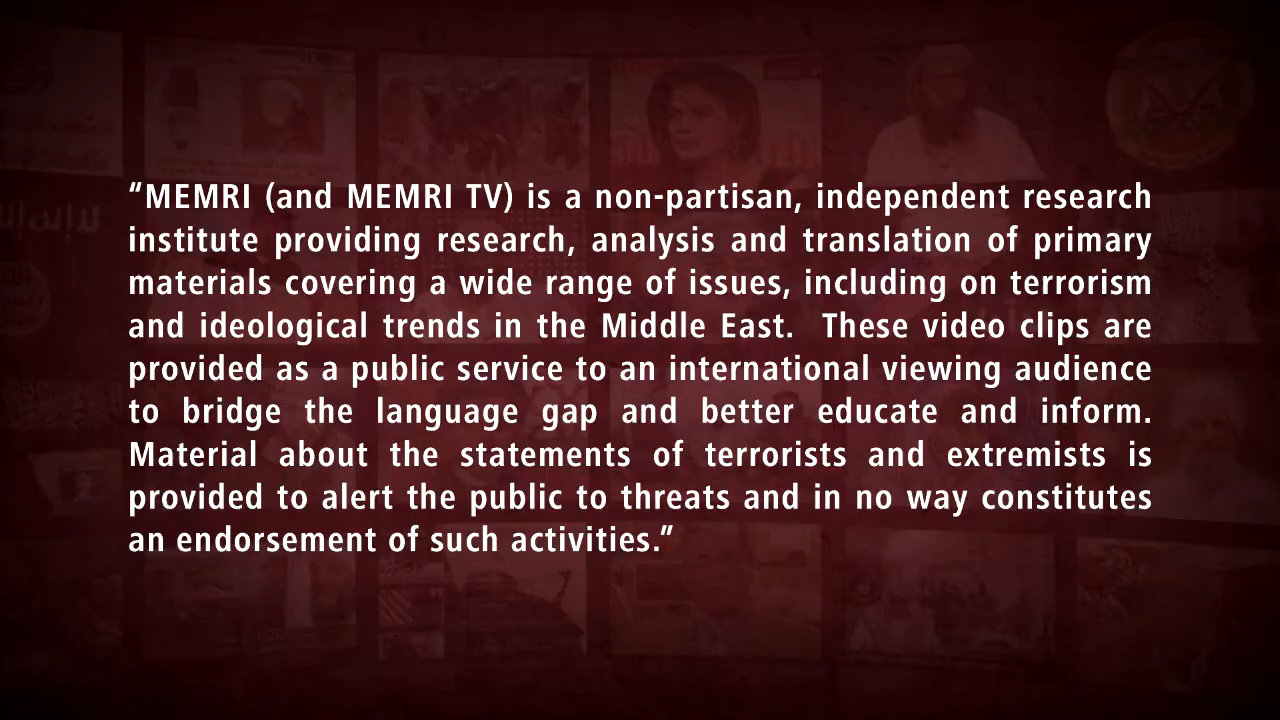 “MEMRI (and MEMRI TV) is a non-partisan, independent research
institute providing research, analysis and translation of primary
materials covering a wide range of issues, including on terrorism
and ideological trends in the Middle East.  These video clips are
provided as a public service to an international viewing audience
to bridge the language gap and better educate and inform.
Material about the statements of terrorists and extremists is
provided to alert the public to threats and in no way constitutes
an endorsement of such activities.”